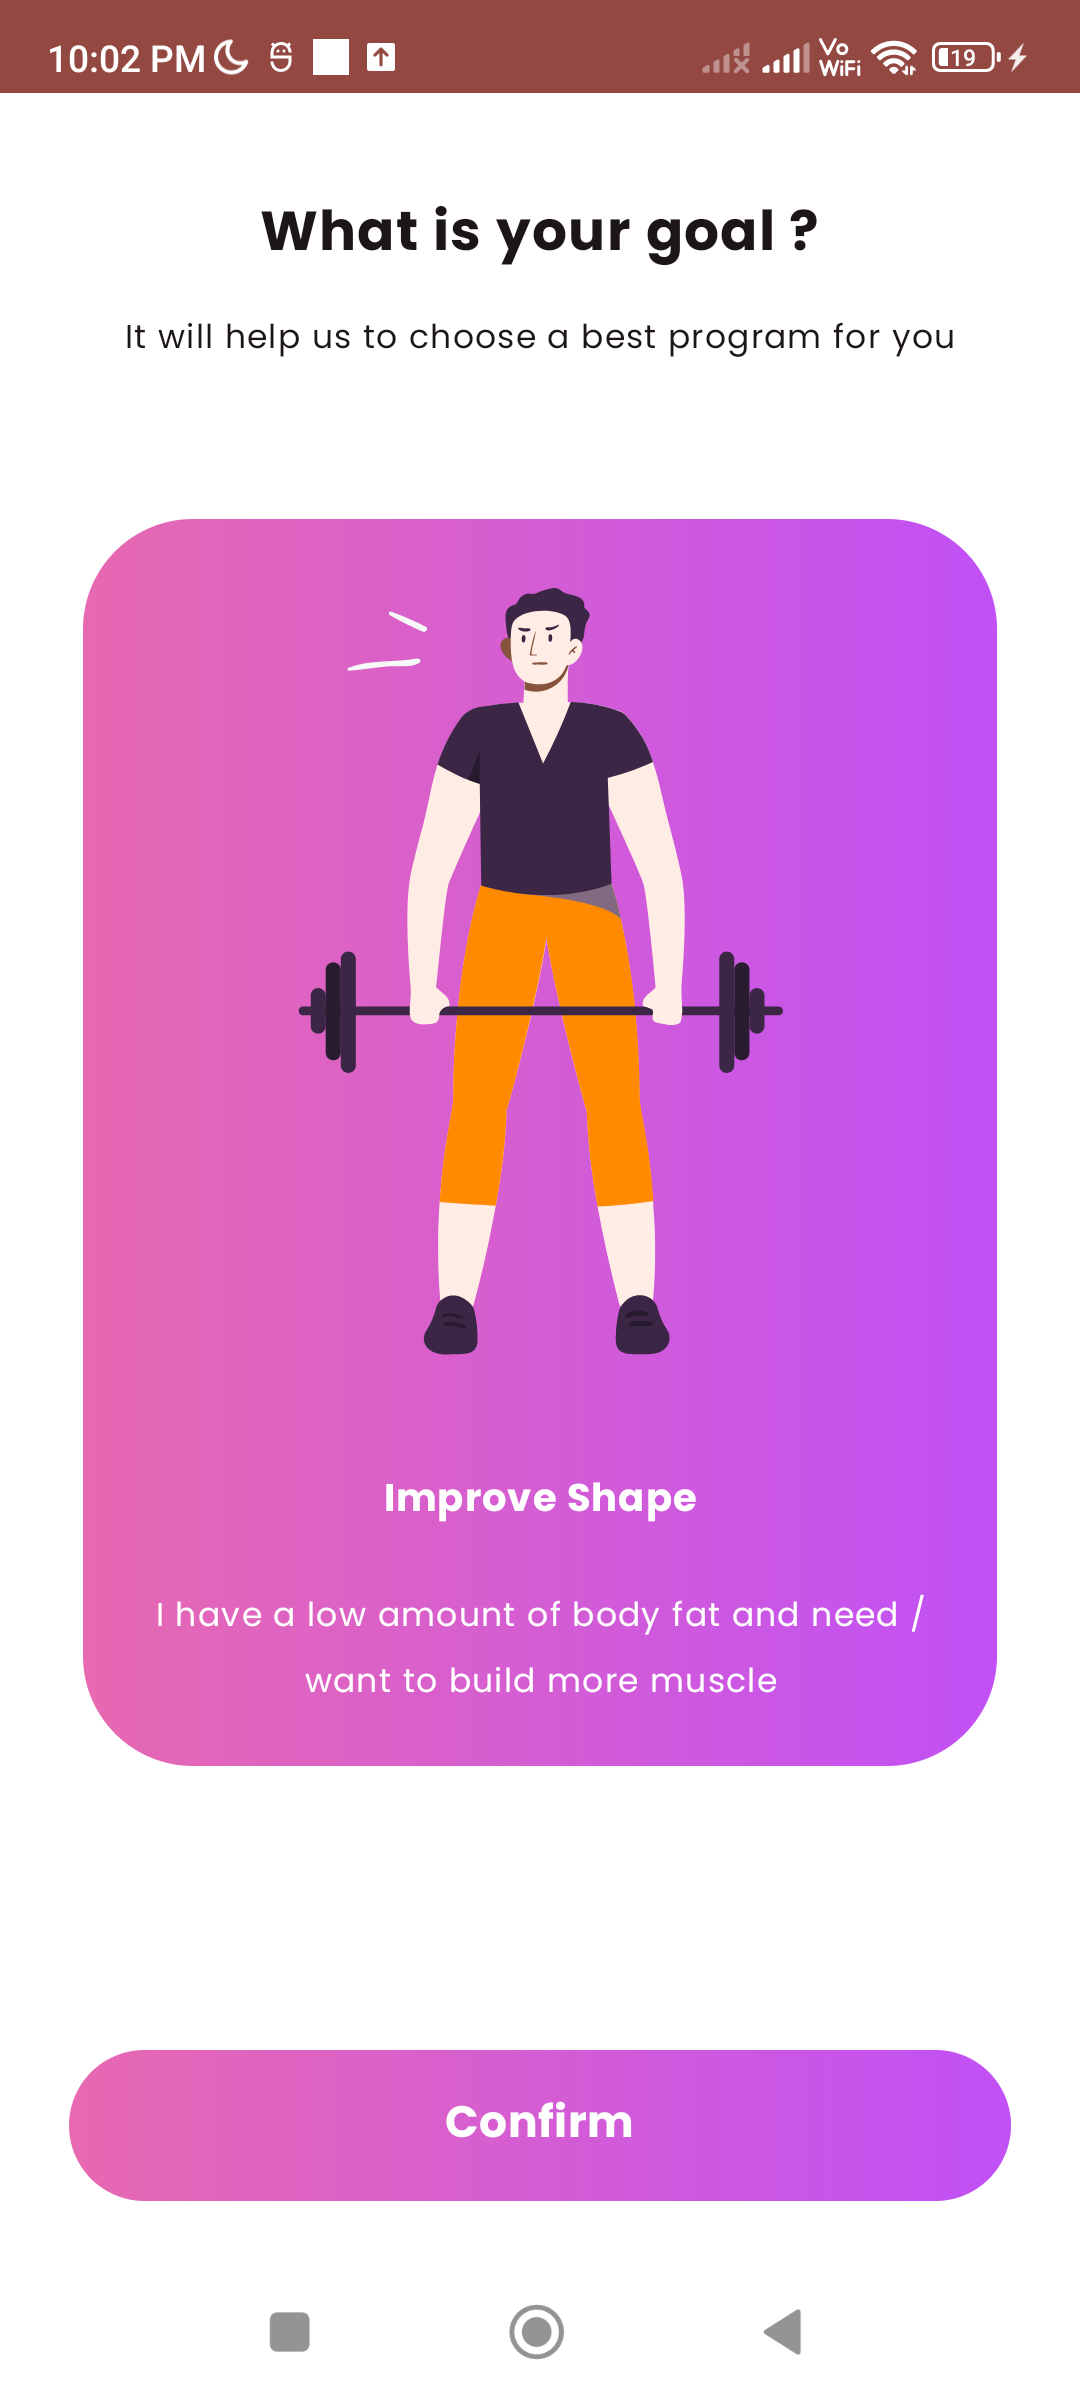 10:02 PM
Vo
WiFi
19
What is your goal ?
It will help us to choose a best program for you
Improve Shape
I have a low amount of body fat and need /
want to build more muscle
Confirm